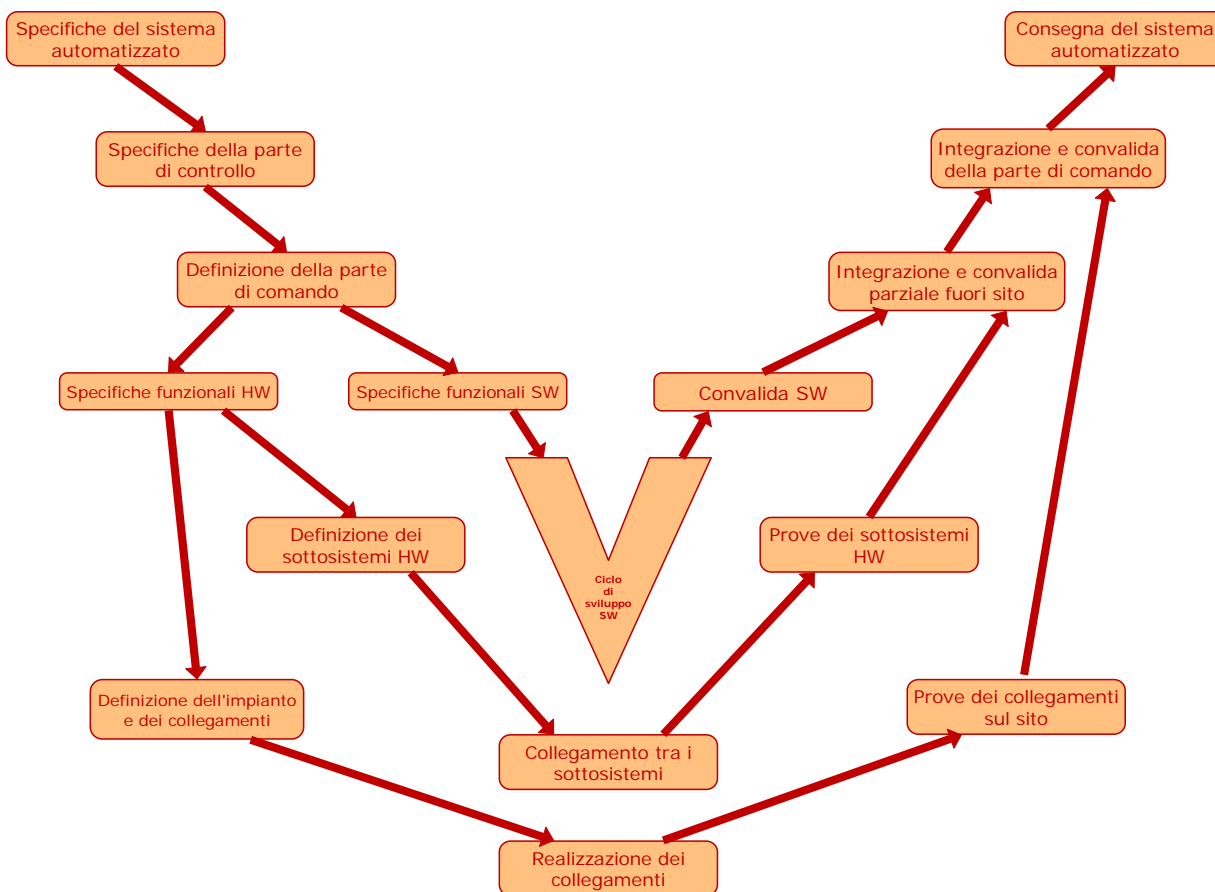 Specifiche del sistema
automatizzato
Consegna del sistema
automatizzato
Specifiche della parte
di controllo
Integrazione e convalida
della parte di comando
Definizione della parte
di comando
Integrazione e convalida
parziale fuori sito
Specifiche funzionali HW
Specifiche funzionali SW
Convalida SW
Definizione dei
sottosistemi HW
Ciclo
di
sviluppo
SW
Prove dei sottosistemi
HW
Definizione dell'impianto
e dei collegamenti
Prove dei collegamenti
sul sito
Collegamento tra i
sottosistemi
Realizzazione dei
collegamenti